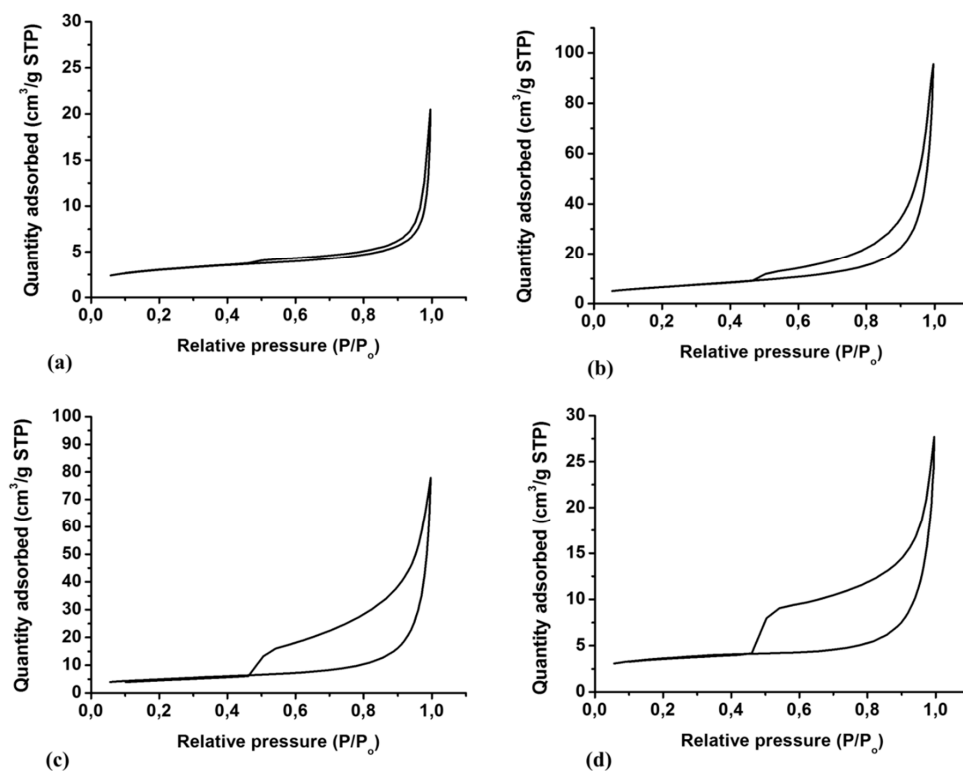 30
25
20
15
10
5
0
Quantity adsorbed (cm³/g STP)
0,0 0,2 0,4 0,6 0,8 1,0
Relative pressure (P/Pₒ)
(a)
100
80
60
40
20
0
Quantity adsorbed (cm³/g STP)
0,0 0,2 0,4 0,6 0,8 1,0
Relative pressure (P/Pₒ)
(b)
100
90
80
70
60
50
40
30
20
10
0
Quantity adsorbed (cm³/g STP)
0,0 0,2 0,4 0,6 0,8 1,0
Relative pressure (P/Pₒ)
(c)
30
25
20
15
10
5
0
Quantity adsorbed (cm³/g STP)
0,0 0,2 0,4 0,6 0,8 1,0
Relative pressure (P/Pₒ)
(d)